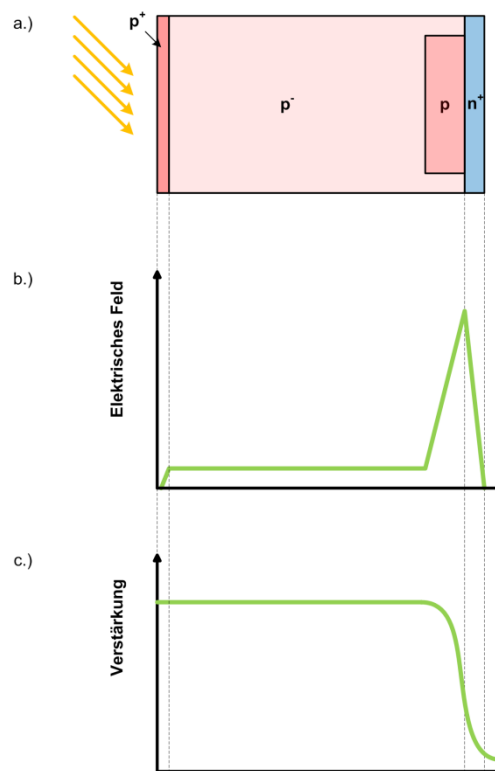 a.)
p⁺
p⁻
p
n⁺
b.)
Elektrisches Feld
c.)
Verstärkung